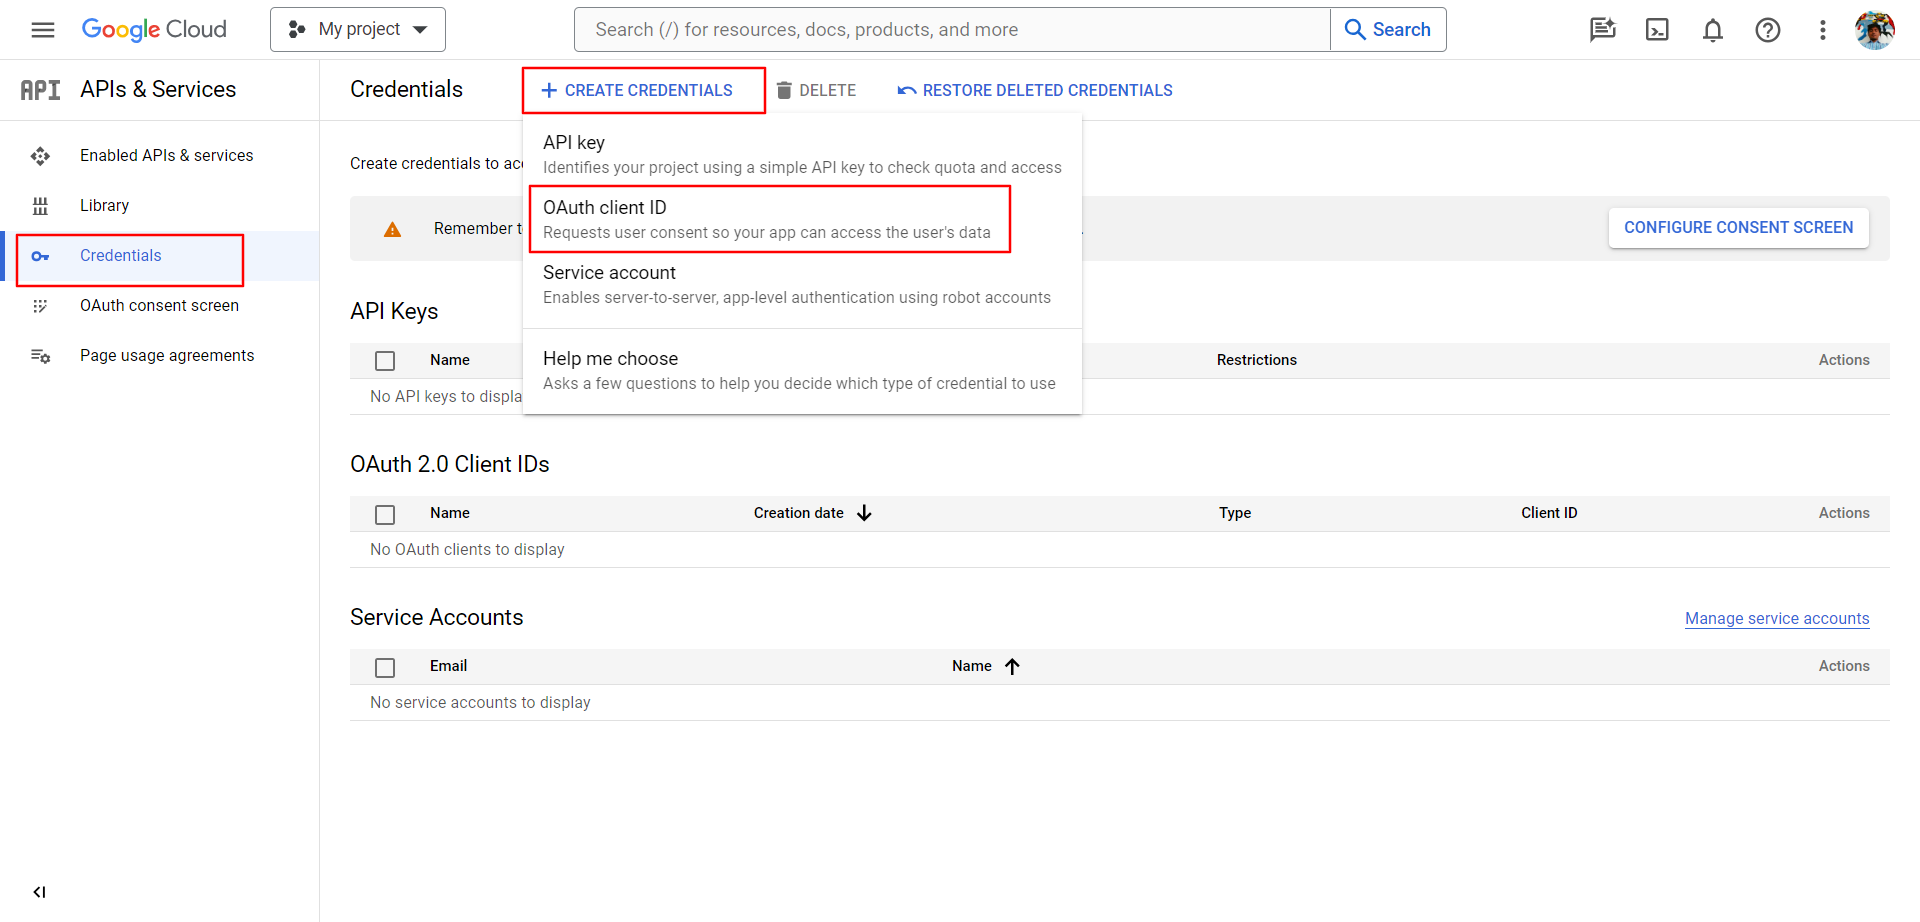 Google Cloud
My project
Search (/) for resources, docs, products, and more
Search
API
APIs & Services
Enabled APIs & services
Library
Credentials
OAuth consent screen
Page usage agreements
Credentials
CREATE CREDENTIALS
DELETE
RESTORE DELETED CREDENTIALS
Create credentials to acc
Remember t
.
CONFIGURE CONSENT SCREEN
API key
Identifies your project using a simple API key to check quota and access
OAuth client ID
Requests user consent so your app can access the user's data
Service account
Enables server-to-server, app-level authentication using robot accounts
Help me choose
Asks a few questions to help you decide which type of credential to use
API Keys
Name Restrictions Actions
No API keys to displa
OAuth 2.0 Client IDs
Name Creation date Type Client ID Actions
No OAuth clients to display
Service Accounts
Manage service accounts
Email Name Actions
No service accounts to display